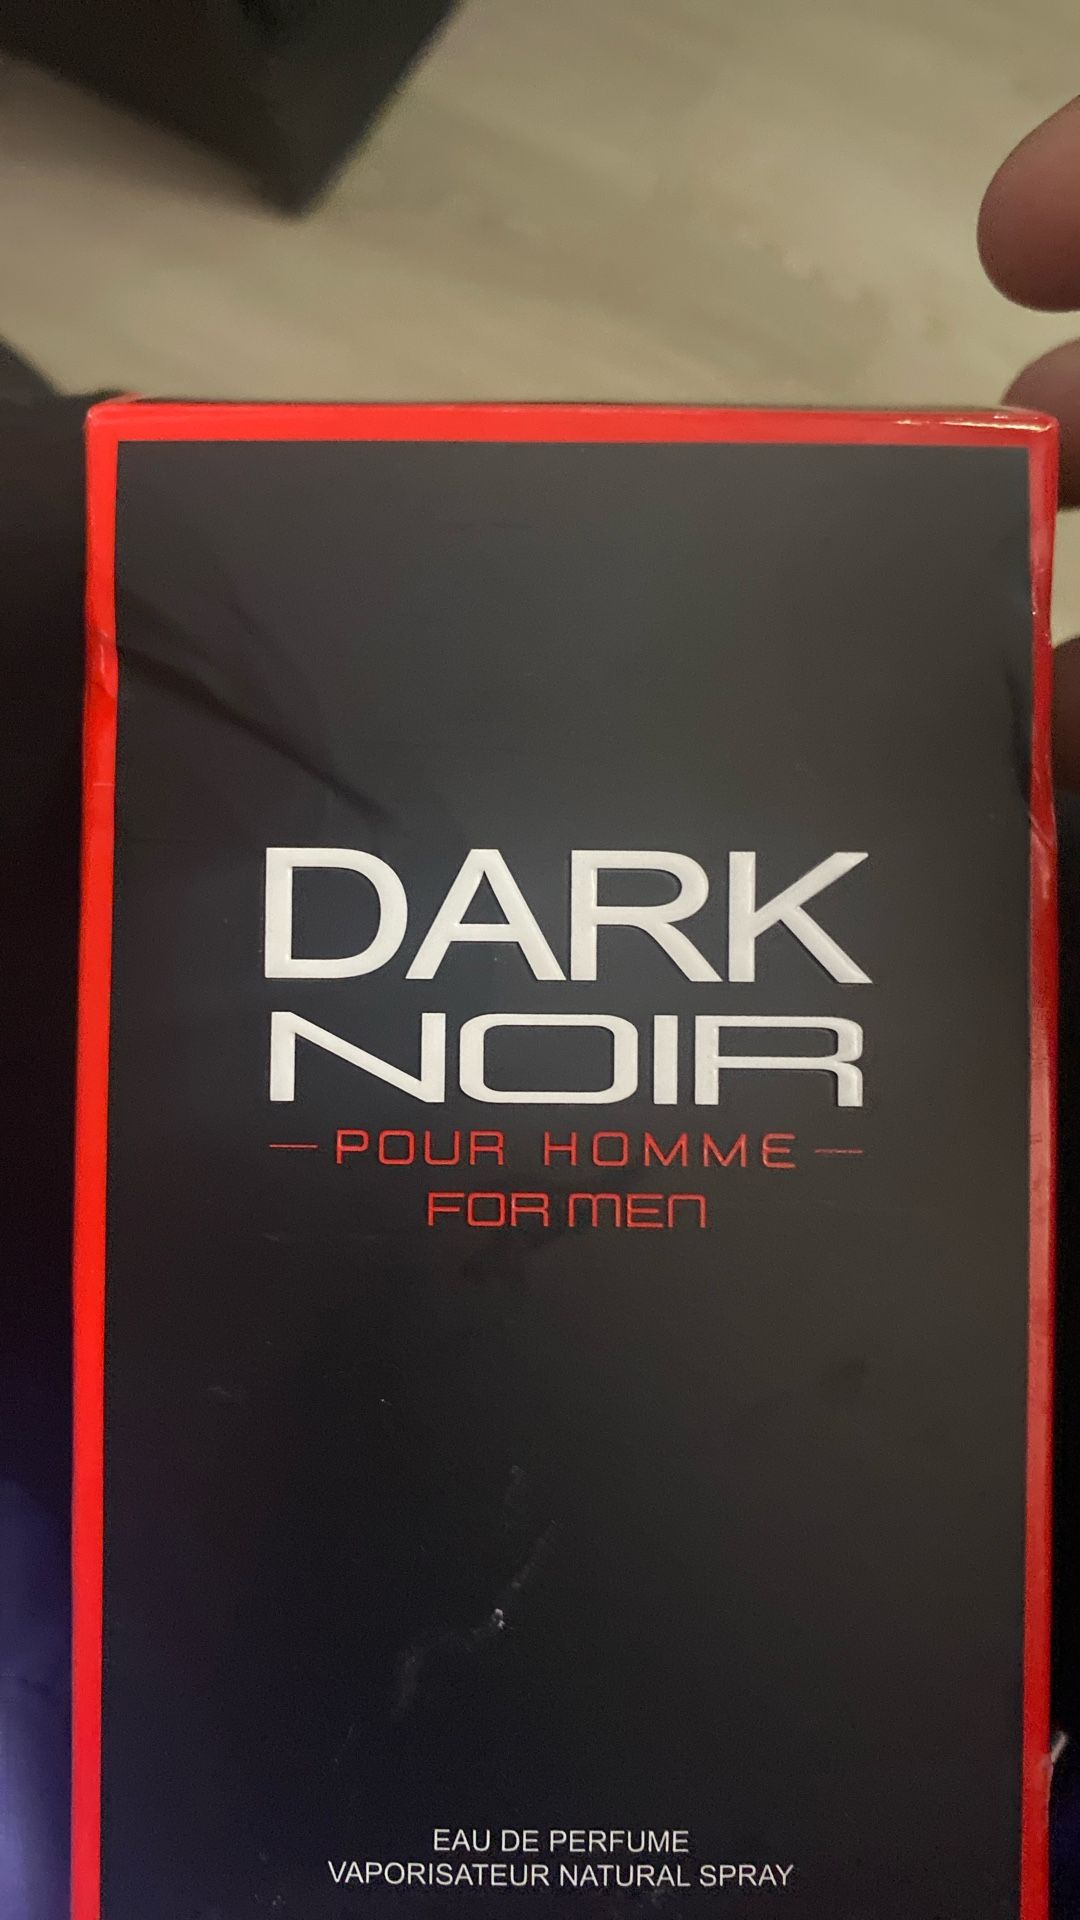 DARK
NOIR
— POUR HOMME —
FOR MEN
EAU DE PERFUME
VAPORISATEUR NATURAL SPRAY